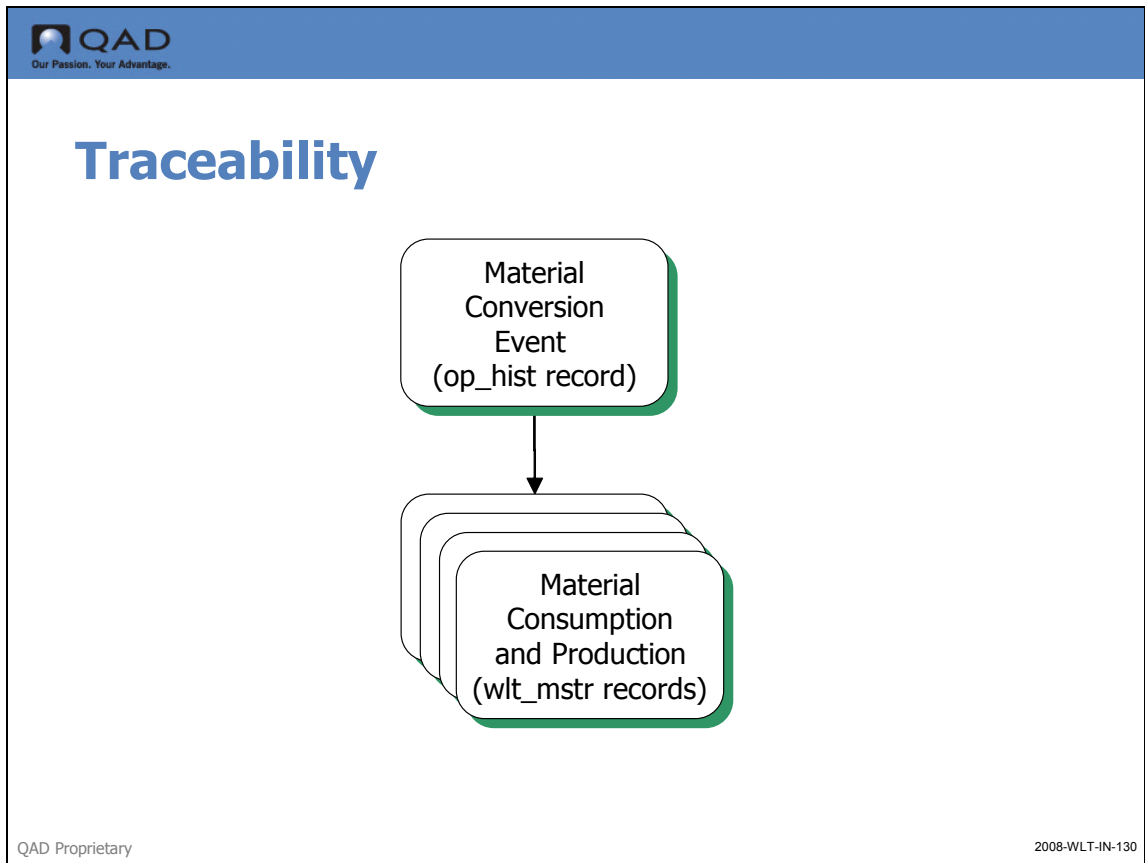 QAD
Our Passion. Your Advantage.
Traceability
Material
Conversion
Event
(op_hist record)
Material
Consumption
and Production
(wlt_mstr records)
QAD Proprietary
2008-WLT-IN-130